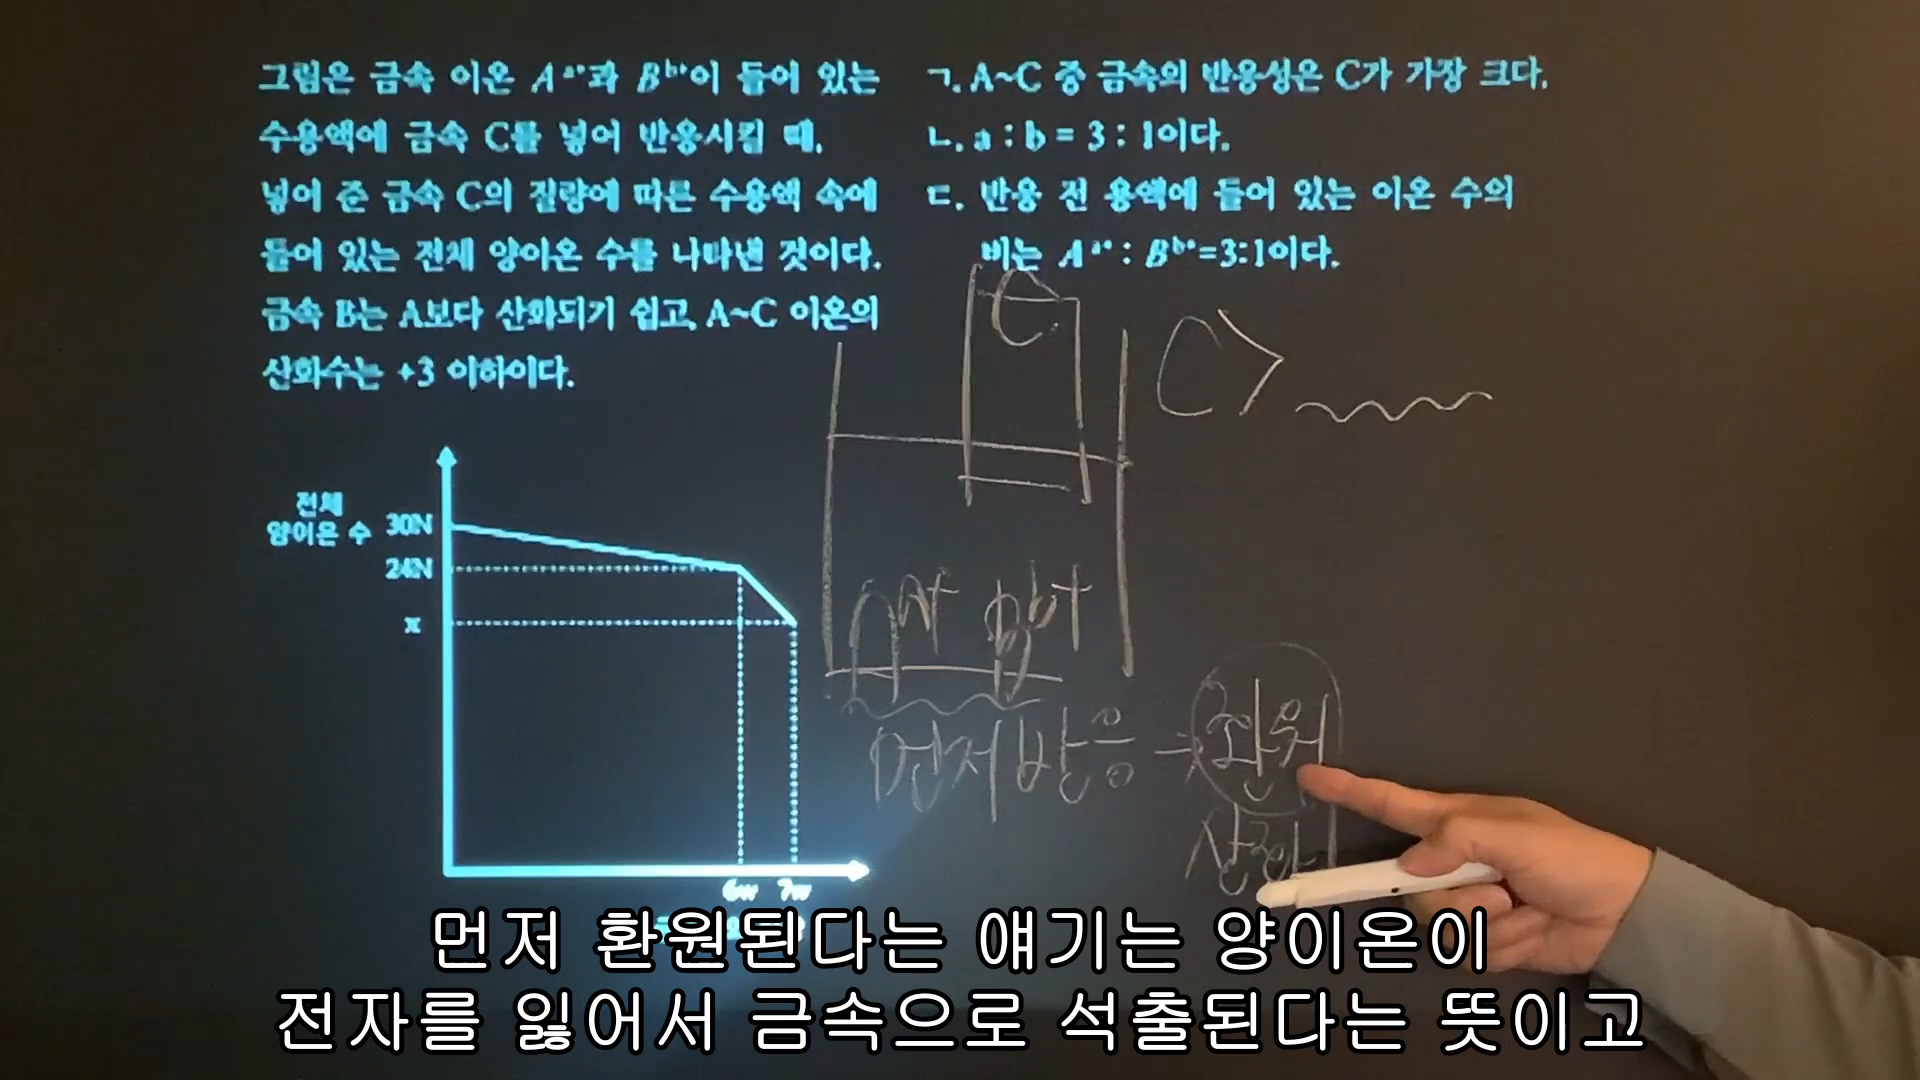 그림은 금속 이온 Aᵃ⁺과 Bᵇ⁺이 들어 있는
수용액에 금속 C를 넣어 반응시킬 때,
넣어 준 금속 C의 질량에 따른 수용액 속에
들어 있는 전체 양이온 수를 나타낸 것이다.
금속 B는 A보다 산화되기 쉽고, A~C 이온의
산화수는 +3 이하이다.
ㄱ. A~C 중 금속의 반응성은 C가 가장 크다.
ㄴ. a : b = 3 : 1이다.
ㄷ. 반응 전 용액에 들어 있는 이온 수의
비는 Aᵃ⁺ : Bᵇ⁺=3:1이다.
C
C>
전체
양이온 수
30N
24N
x
6w 7w
먼저 반응 → 환원
먼저 환원된다는 얘기는 양이온이
전자를 잃어서 금속으로 석출된다는 뜻이고